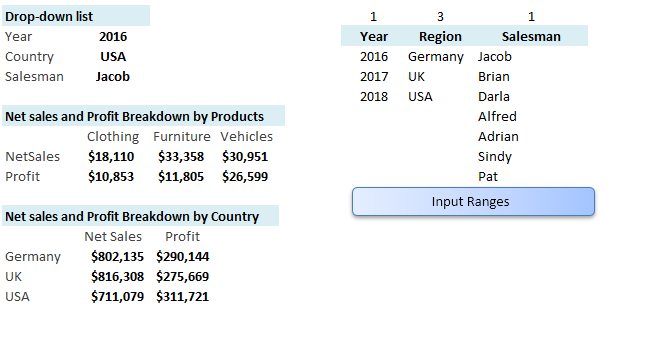 Drop-down list
Year 2016
Country USA
Salesman Jacob
Net sales and Profit Breakdown by Products
Clothing Furniture Vehicles
NetSales $18,110 $33,358 $30,951
Profit $10,853 $11,805 $26,599
Net sales and Profit Breakdown by Country
Net Sales Profit
Germany $802,135 $290,144
UK $816,308 $275,669
USA $711,079 $311,721
1 3 1
Year Region Salesman
2016 Germany Jacob
2017 UK Brian
2018 USA Darla
Alfred
Adrian
Sindy
Pat
Input Ranges